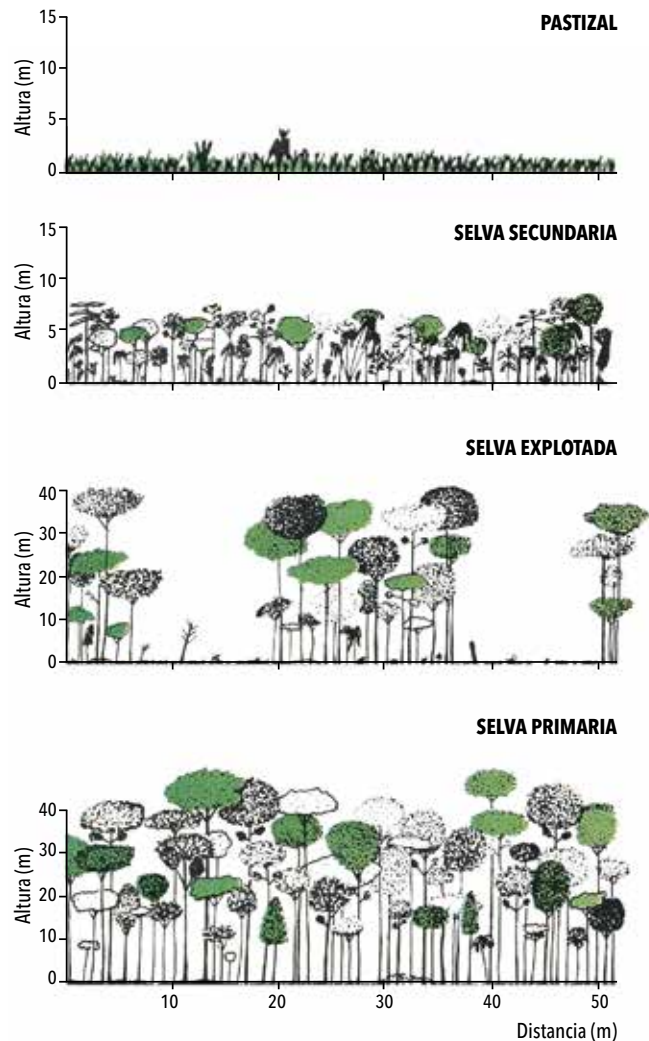 PASTIZAL
Altura (m)
15
10
5
0
SELVA SECUNDARIA
Altura (m)
15
10
5
0
SELVA EXPLOTADA
Altura (m)
40
30
20
10
0
SELVA PRIMARIA
Altura (m)
40
30
20
10
0
10 20 30 40 50
Distancia (m)